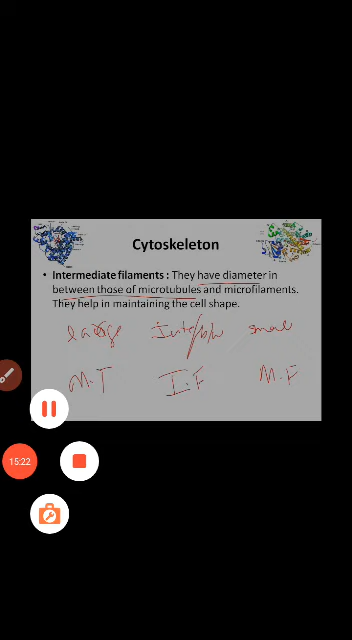 Cytoskeleton
• Intermediate filaments : They have diameter in
between those of microtubules and microfilaments.
They help in maintaining the cell shape.
large small
M.T I.F M.F
15:22